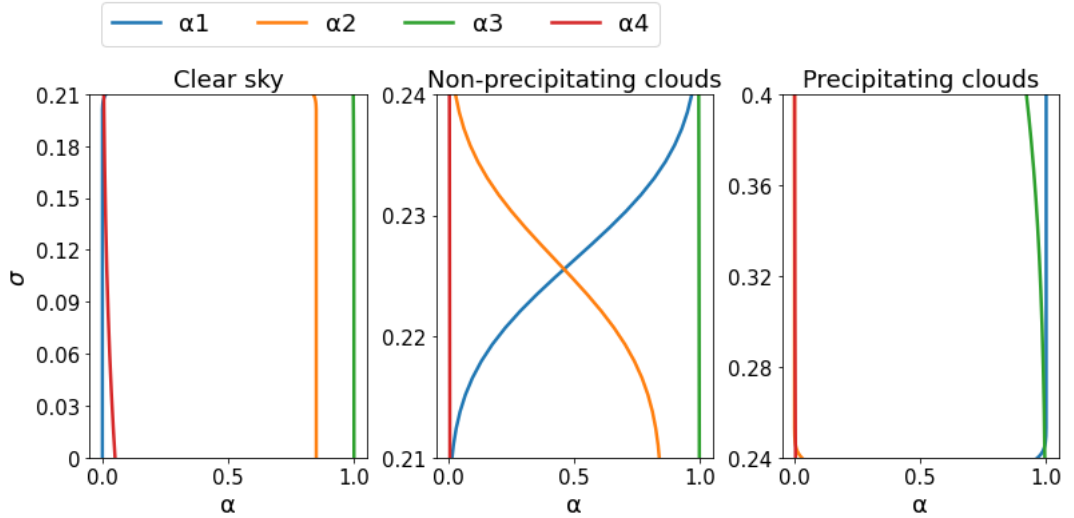 α1 α2 α3 α4
Clear sky Non-precipitating clouds Precipitating clouds
0.21 0.24 0.4
0.18
0.15 0.23 0.36
0.12
σ 0.09 0.22 0.32
0.06 0.28
0.03
0 0.21 0.24
0.0 0.5 1.0 0.0 0.5 1.0 0.0 0.5 1.0
α α α